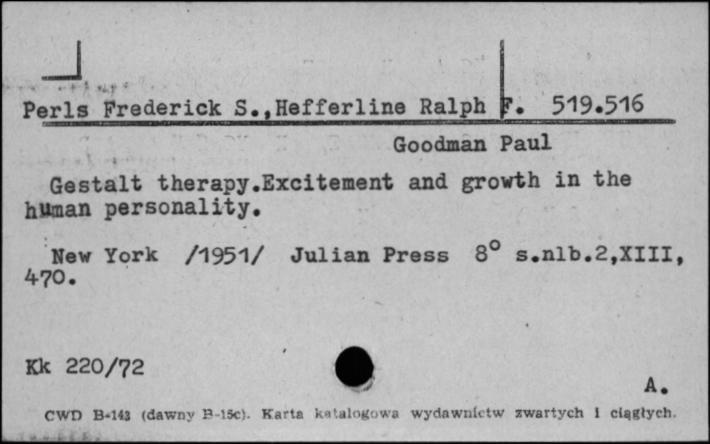 Perls Frederick S.,Hefferline Ralph F. 519.516
Goodman Paul
Gestalt therapy.Excitement and growth in the
human personality.
New York /1951/ Julian Press 8° s.nlb.2,XIII,
470.
Kk 220/72
A.
CWD B-143 (dawny B-15c). Karta katalogowa wydawnictw zwartych i ciągłych.